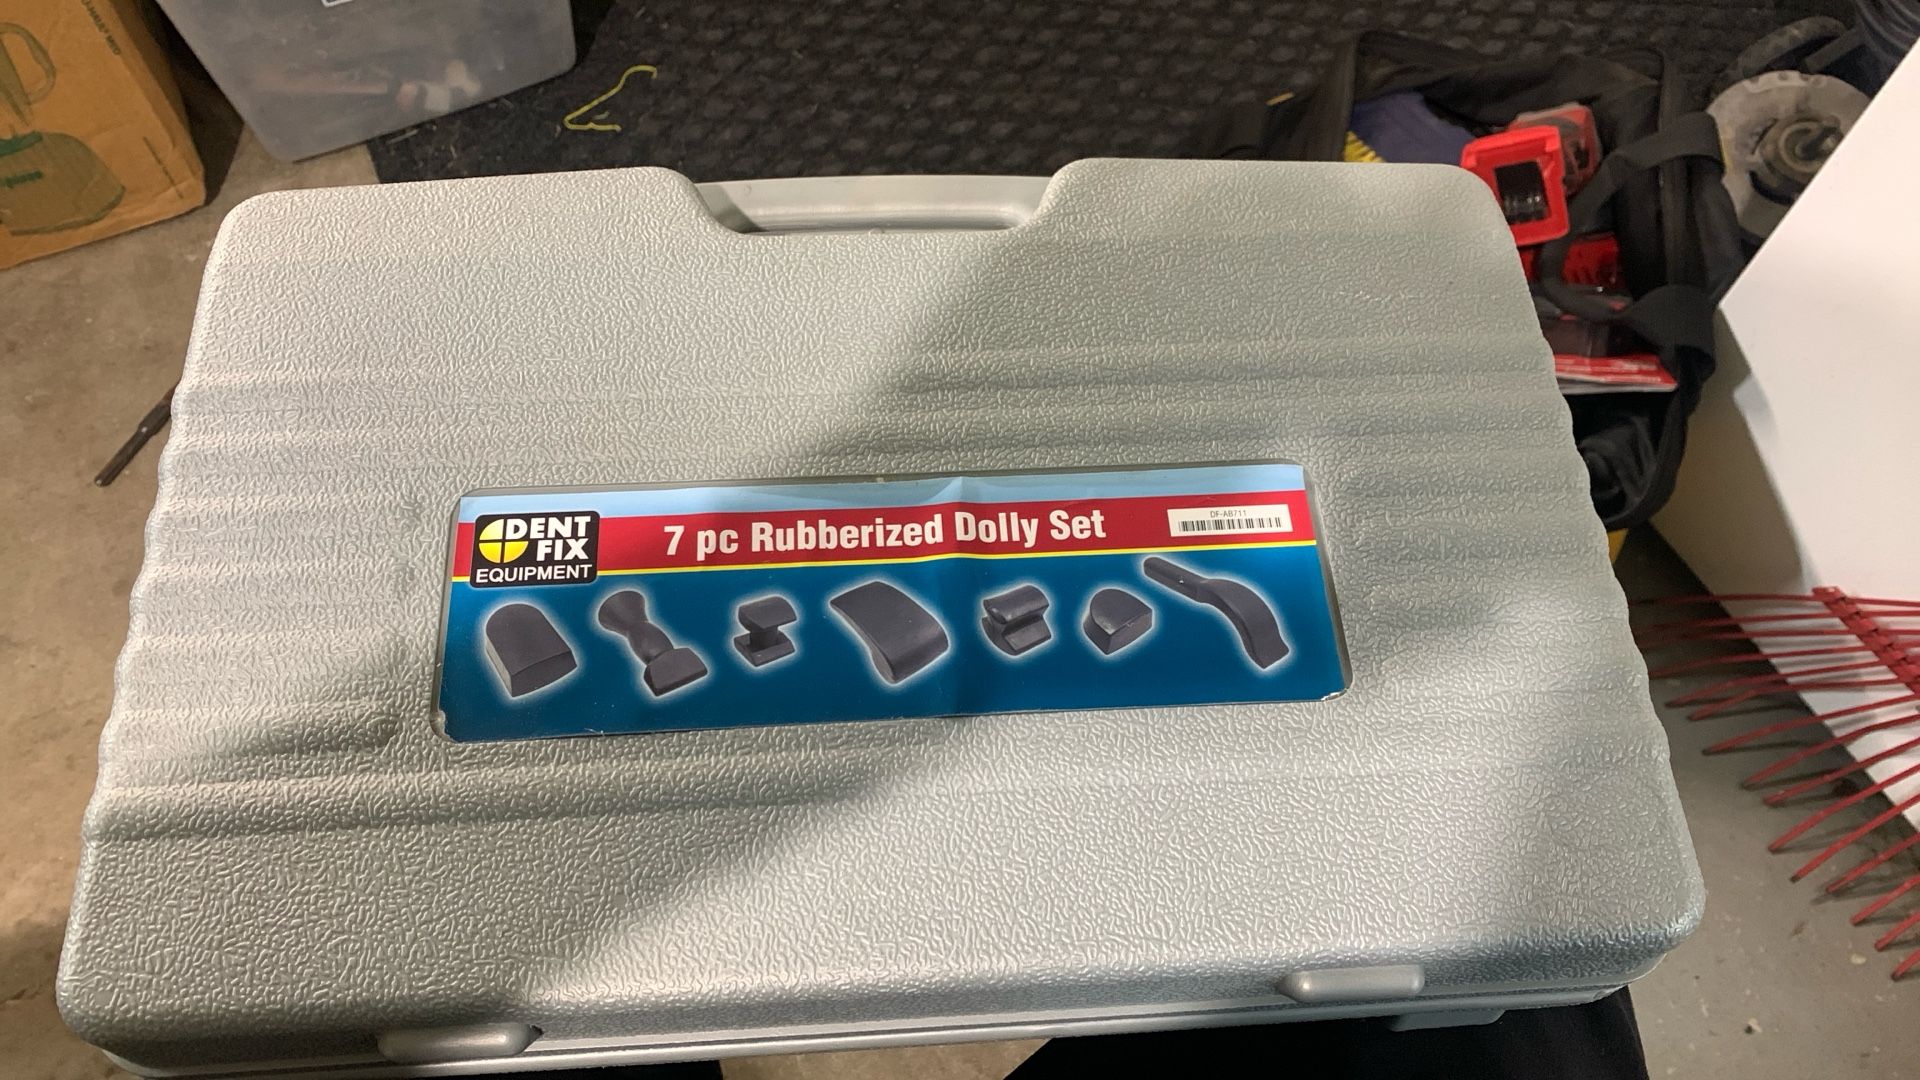 DENT
FIX
EQUIPMENT
7 pc Rubberized Dolly Set
DF-AB711